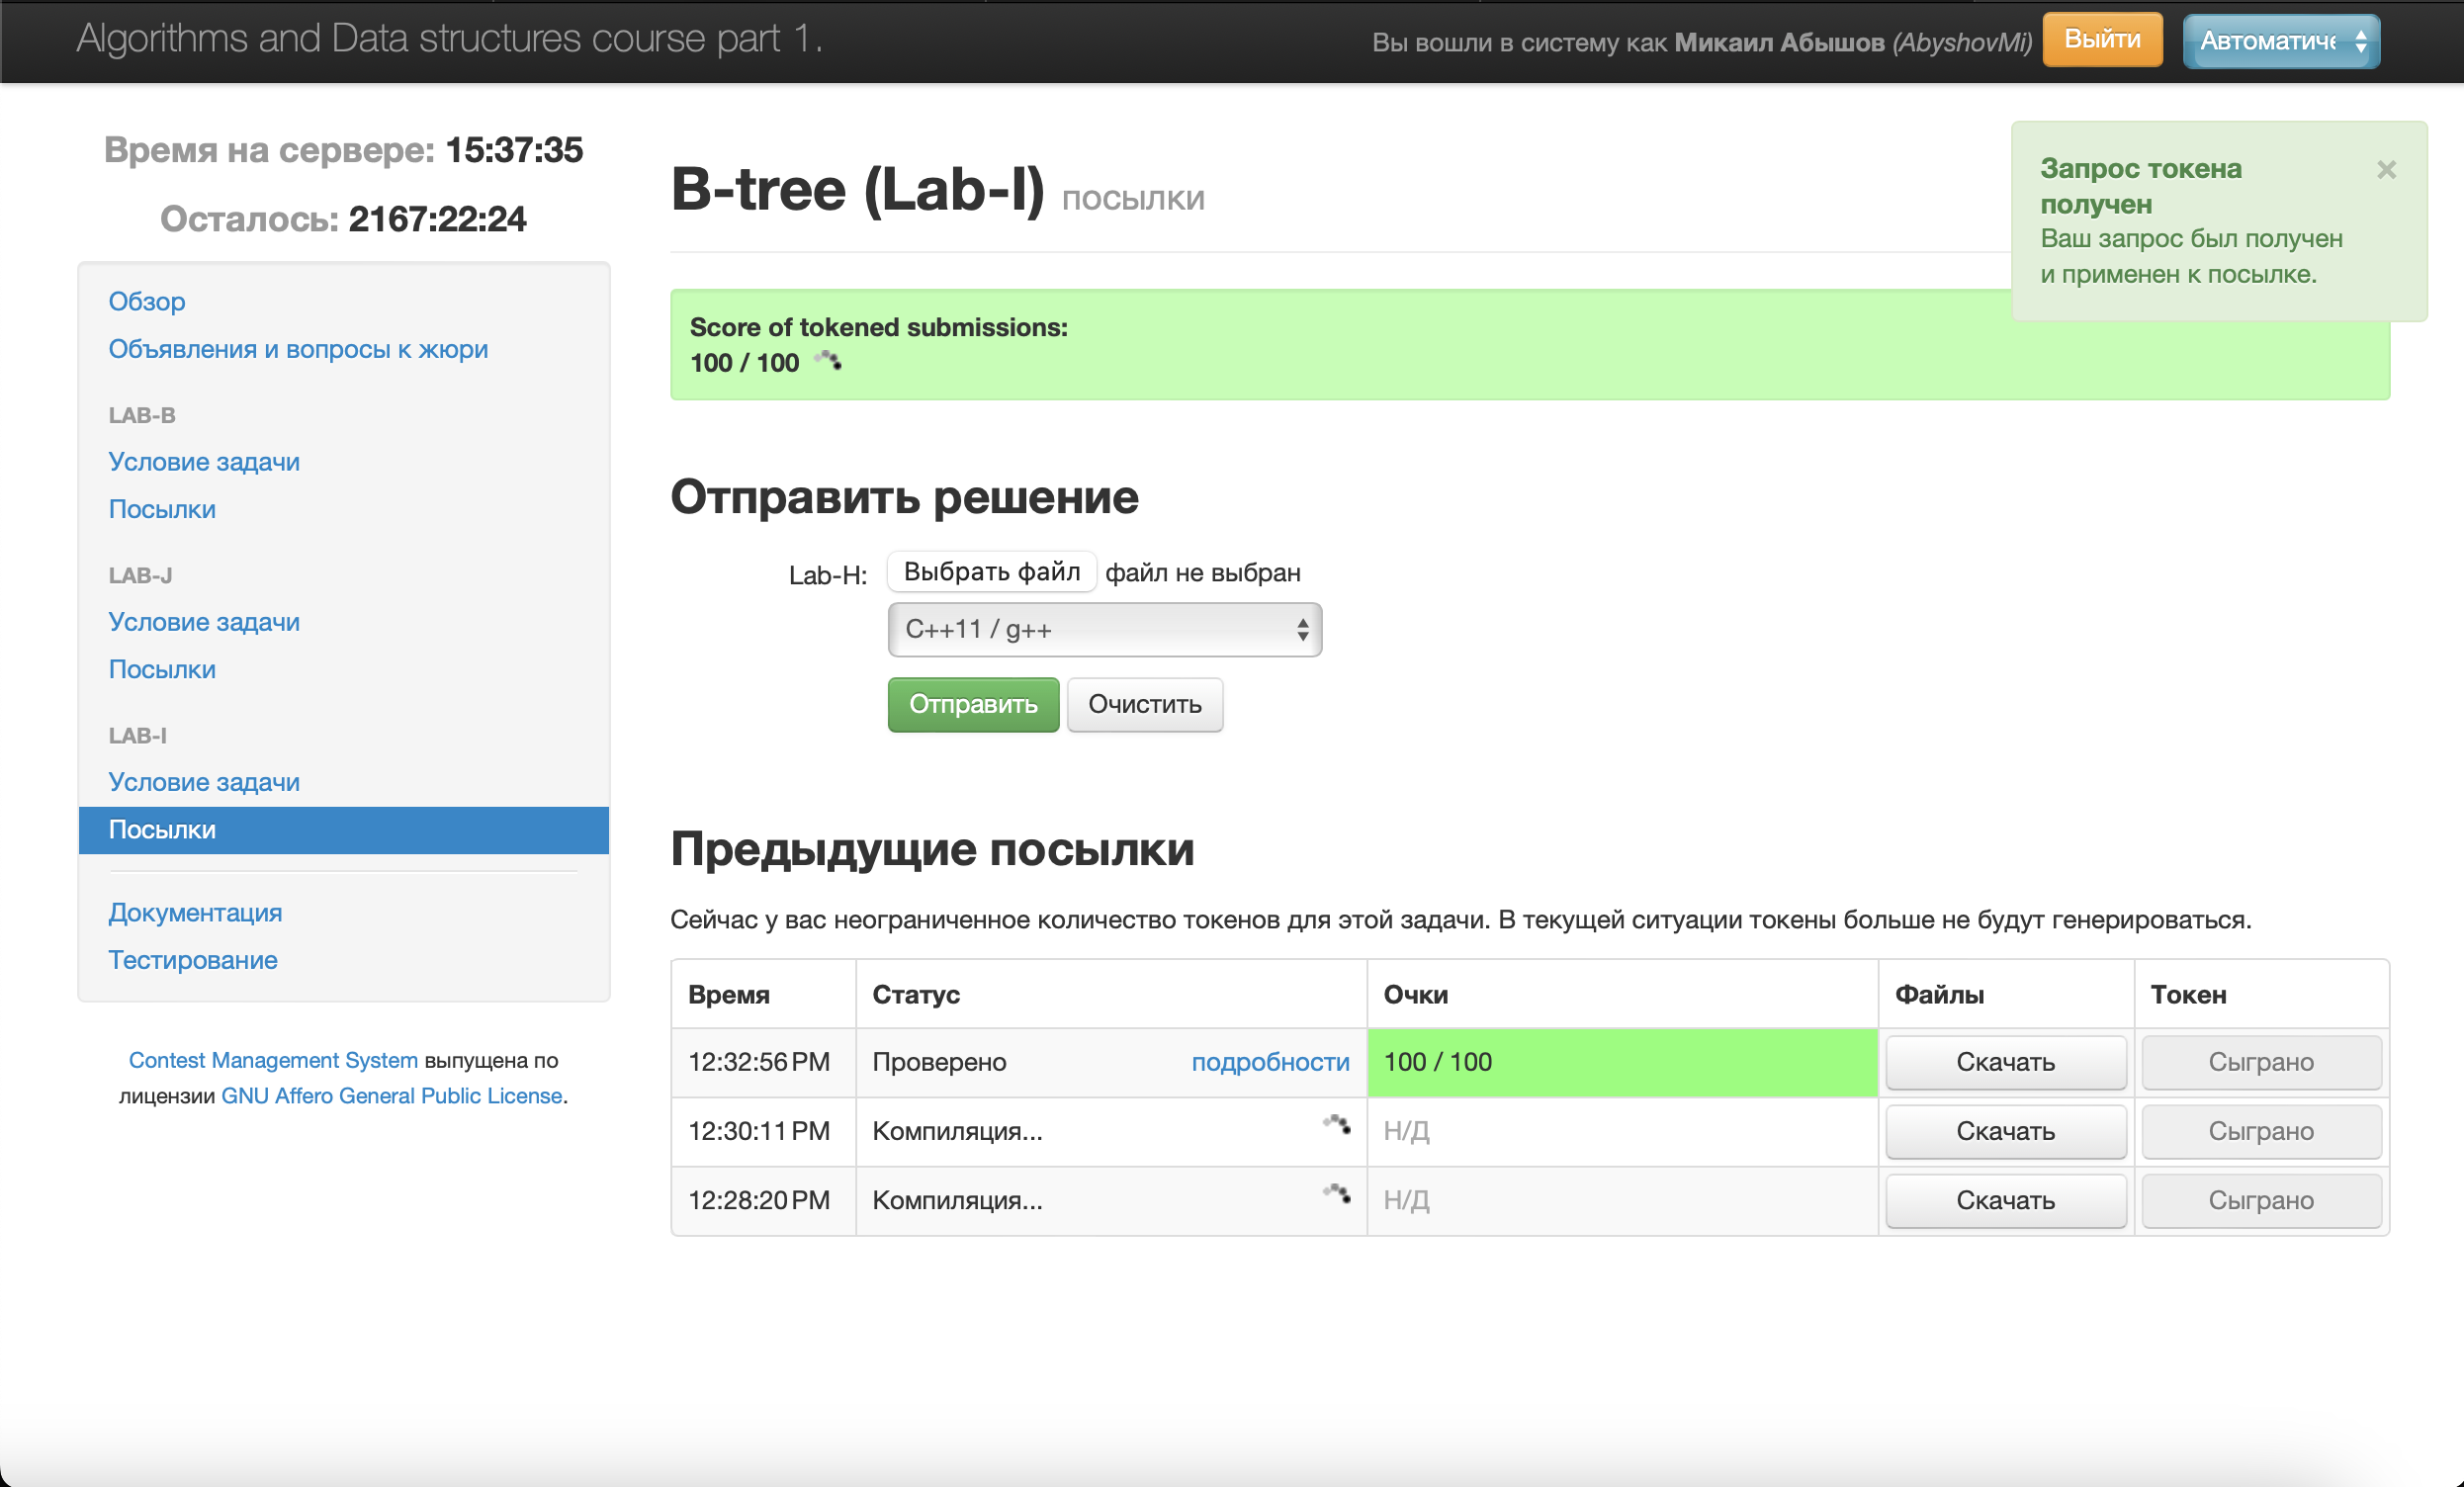 Algorithms and Data structures course part 1.
Вы вошли в систему как Микаил Абышов (AbyshovMi)
Выйти
Автоматиче
Время на сервере: 15:37:35
Осталось: 2167:22:24
Обзор
Объявления и вопросы к жюри
LAB-B
Условие задачи
Посылки
LAB-J
Условие задачи
Посылки
LAB-I
Условие задачи
Посылки
Документация
Тестирование
Contest Management System выпущена по
лицензии GNU Affero General Public License.
B-tree (Lab-I) посылки
Запрос токена
получен
Ваш запрос был получен
и применен к посылке.
Score of tokened submissions:
100 / 100
Отправить решение
Lab-H: Выбрать файл файл не выбран
C++11 / g++
Отправить Очистить
Предыдущие посылки
Сейчас у вас неограниченное количество токенов для этой задачи. В текущей ситуации токены больше не будут генерироваться.
Время Статус Очки Файлы Токен
12:32:56 PM Проверено подробности 100 / 100 Скачать Сыграно
12:30:11 PM Компиляция... Н/Д Скачать Сыграно
12:28:20 PM Компиляция... Н/Д Скачать Сыграно